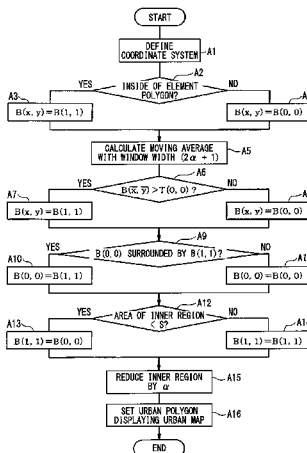 START
DEFINE
COORDINATE SYSTEM
A1
A2
INSIDE OF ELEMENT
POLYGON?
YES
NO
A3
B(x, y)=B(1, 1)
A
B(x, y)=B(0, 0)
CALCULATE MOVING AVERAGE
WITH WINDOW WIDTH (2α + 1)
A5
A6
B(x, y)>T(0, 0) ?
YES
NO
A7
B(x, y)=B(1, 1)
A
B(x, y)=B(0, 0)
A9
B(0, 0) SURROUNDED BY B(1, 1)?
YES
NO
A10
B(0, 0)=B(1, 1)
A1
B(0, 0)=B(0, 0)
A12
AREA OF INNER REGION
< S?
YES
NO
A13
B(1, 1)=B(0, 0)
A14
B(1, 1)=B(1, 1)
REDUCE INNER REGION
BY α
A15
SET URBAN POLYGON
DISPLAYING URBAN MAP
A16
END